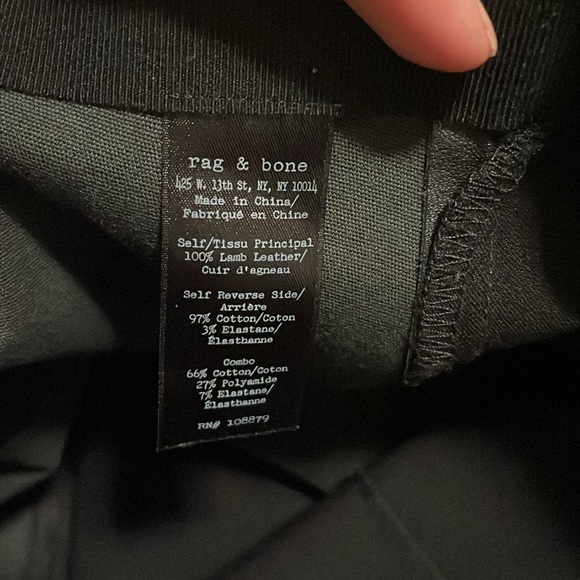 rag & bone
425 W. 13th St, NY, NY 10014
Made in China/
Fabriqué en Chine
Self/Tissu Principal
100% Lamb Leather/
Cuir d'agneau
Self Reverse Side/
Arrière
97% Cotton/Coton
3% Elastane/
Élasthanne
Combo
66% Cotton/Coton
27% Polyamide
7% Elastane/
Élasthanne
RN# 108879